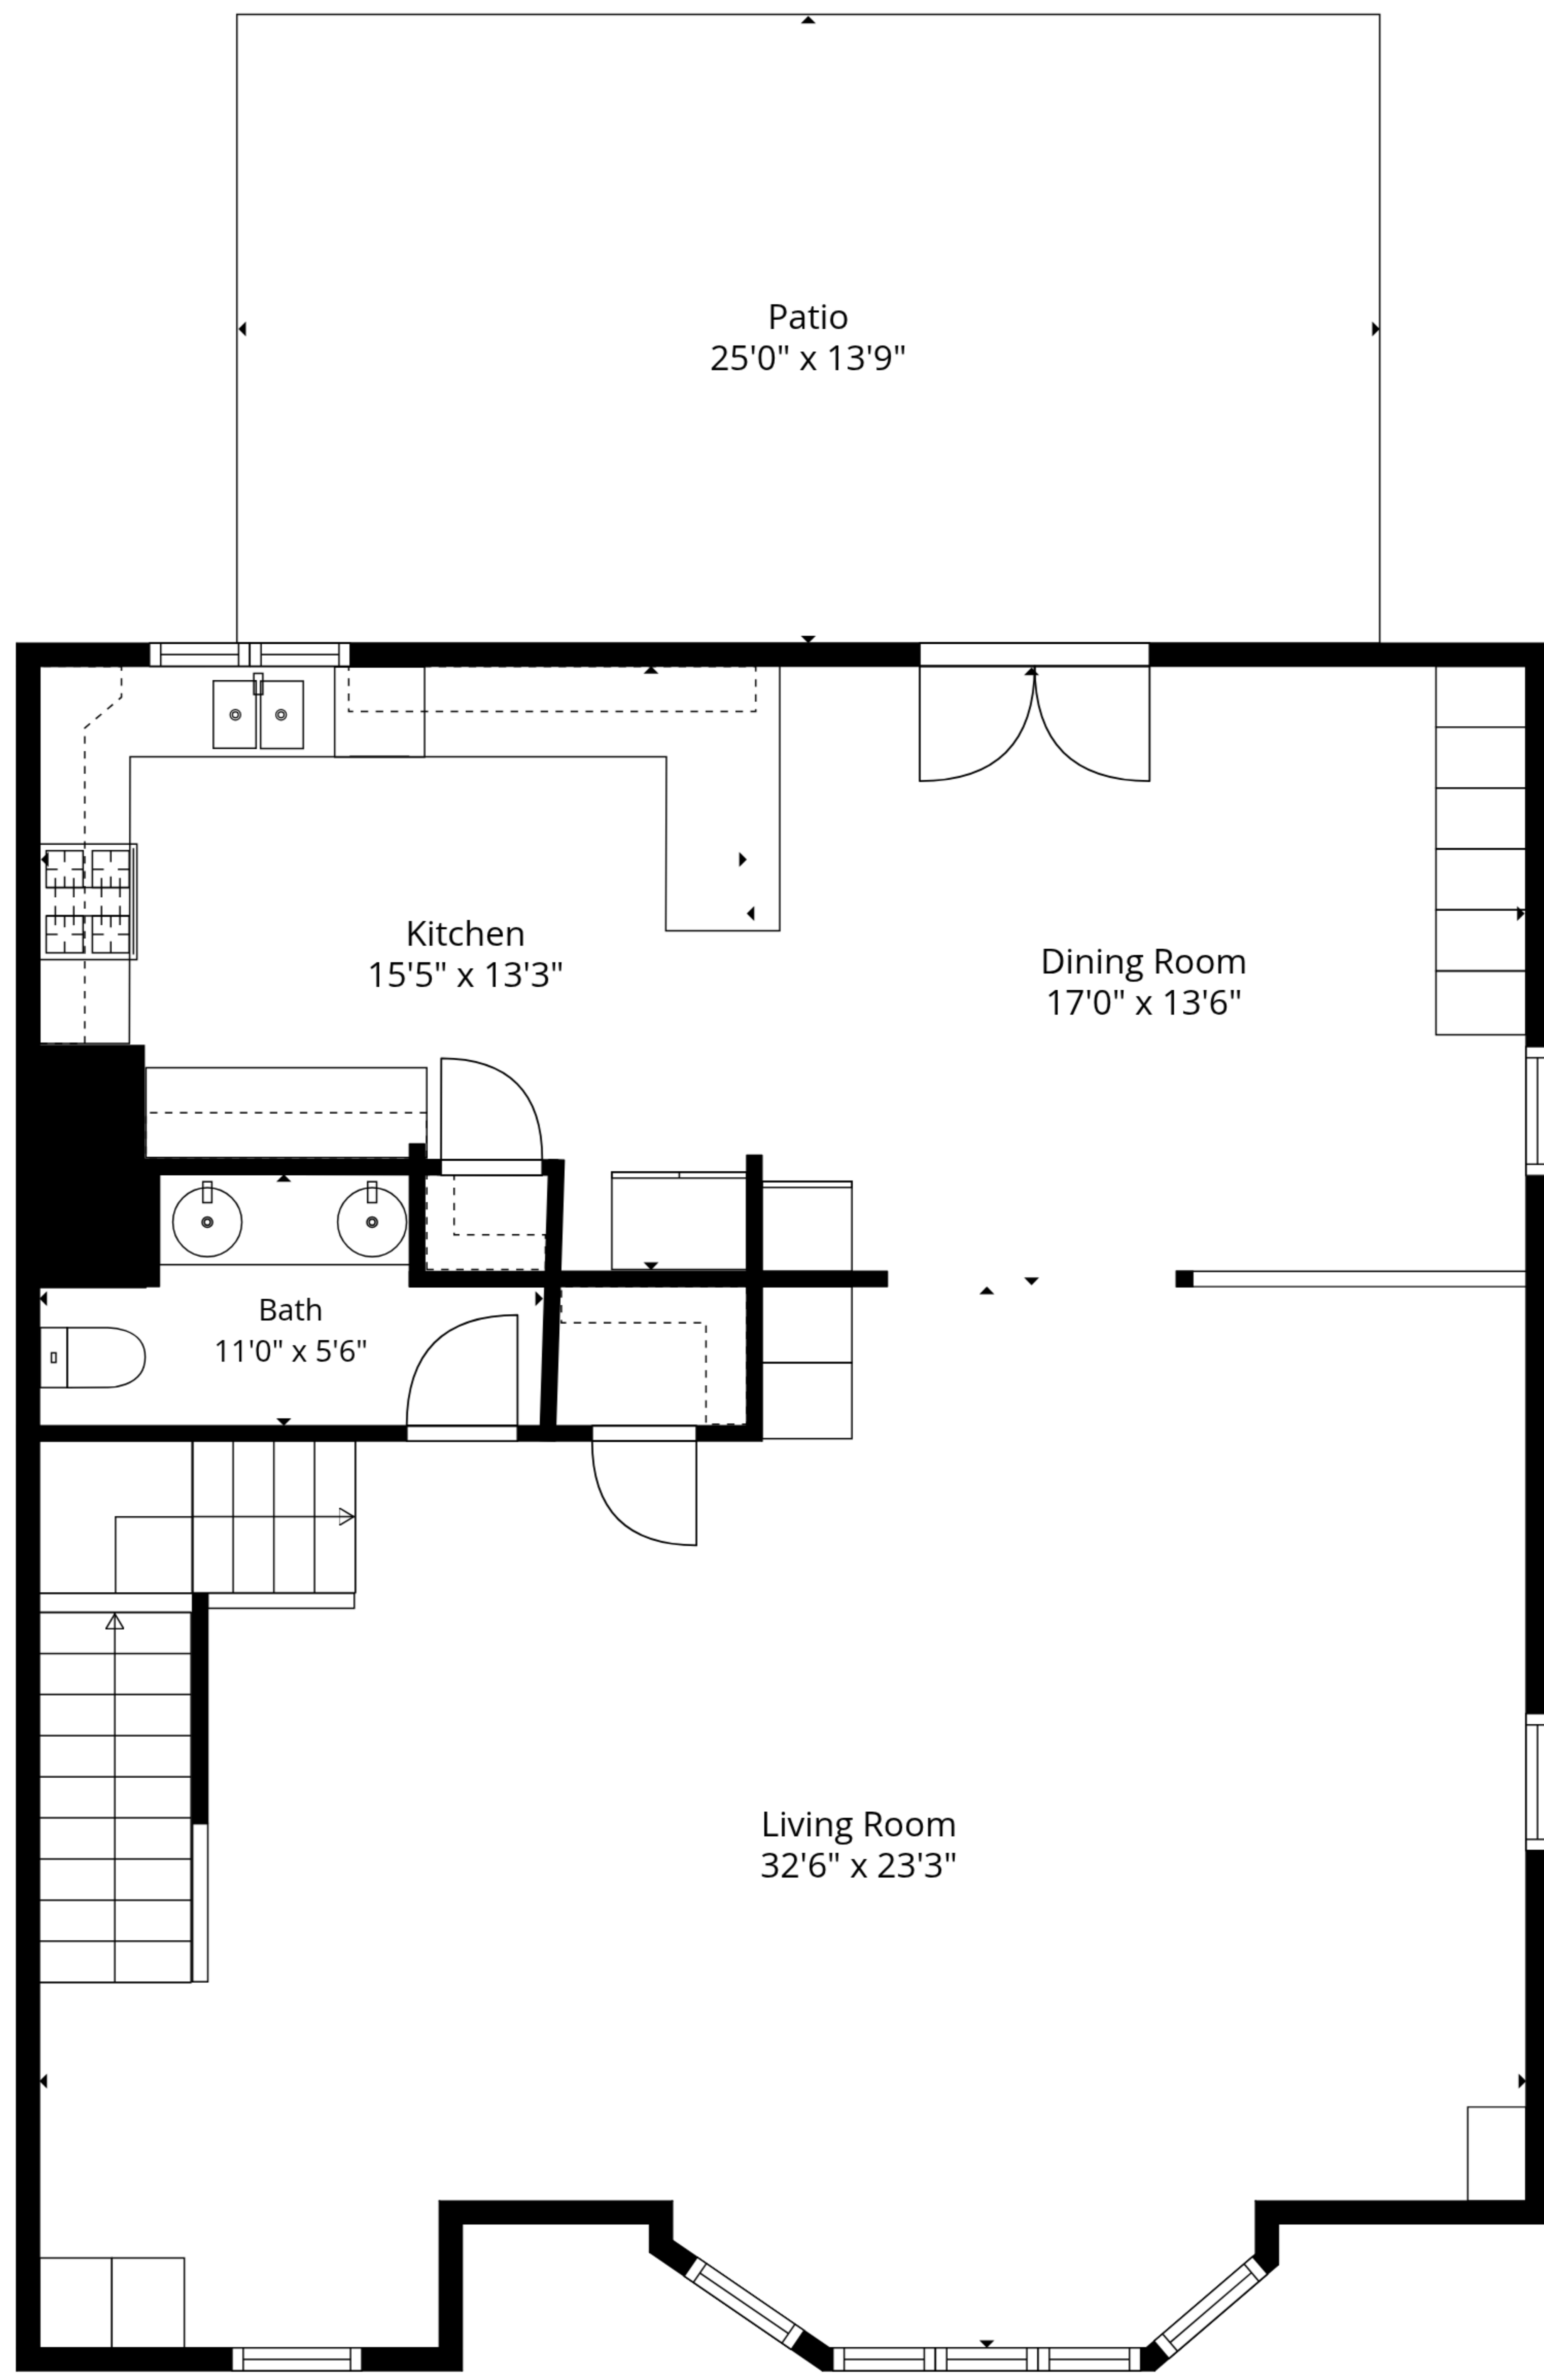 Patio
25'0" x 13'9"
Kitchen
15'5" x 13'3"
Dining Room
17'0" x 13'6"
Bath
11'0" x 5'6"
Living Room
32'6" x 23'3"